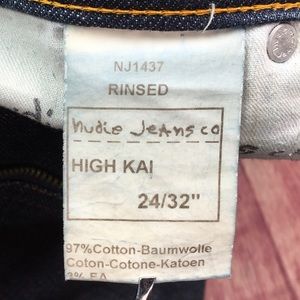 NJ1437
RINSED
Nudie Jeans co
HIGH KAI
24/32"
97%Cotton-Baumwolle
Coton-Cotone-Katoen